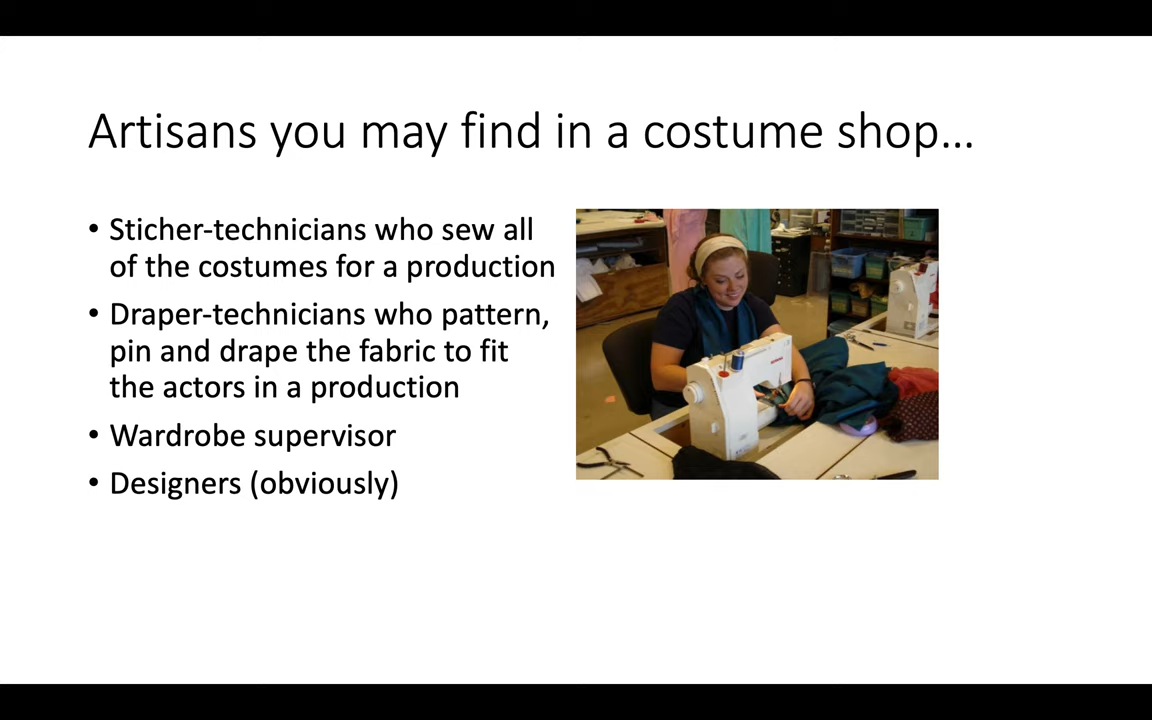 Artisans you may find in a costume shop...
• Sticher-technicians who sew all
of the costumes for a production
• Draper-technicians who pattern,
pin and drape the fabric to fit
the actors in a production
• Wardrobe supervisor
• Designers (obviously)